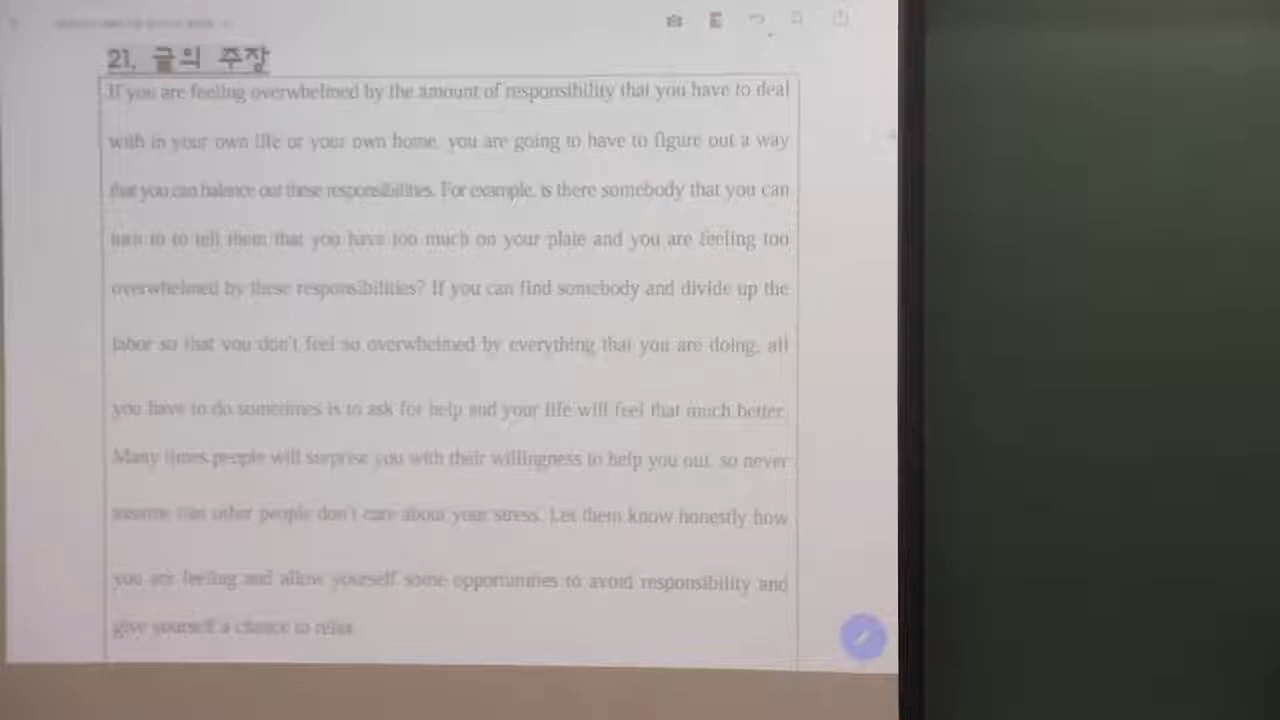 21. 글의 주장
If you are feeling overwhelmed by the amount of responsibility that you have to deal
with in your own life or your own home, you are going to have to figure out a way
that you can balance out these responsibilities. For example, is there somebody that you can
turn to to tell them that you have too much on your plate and you are feeling too
overwhelmed by these responsibilities? If you can find somebody and divide up the
labor so that you don't feel so overwhelmed by everything that you are doing, all
you have to do sometimes is to ask for help and your life will feel that much better.
Many times people will surprise you with their willingness to help you out, so never
assume that other people don't care about your stress. Let them know honestly how
you are feeling and allow yourself some opportunities to avoid responsibility and
give yourself a chance to relax.